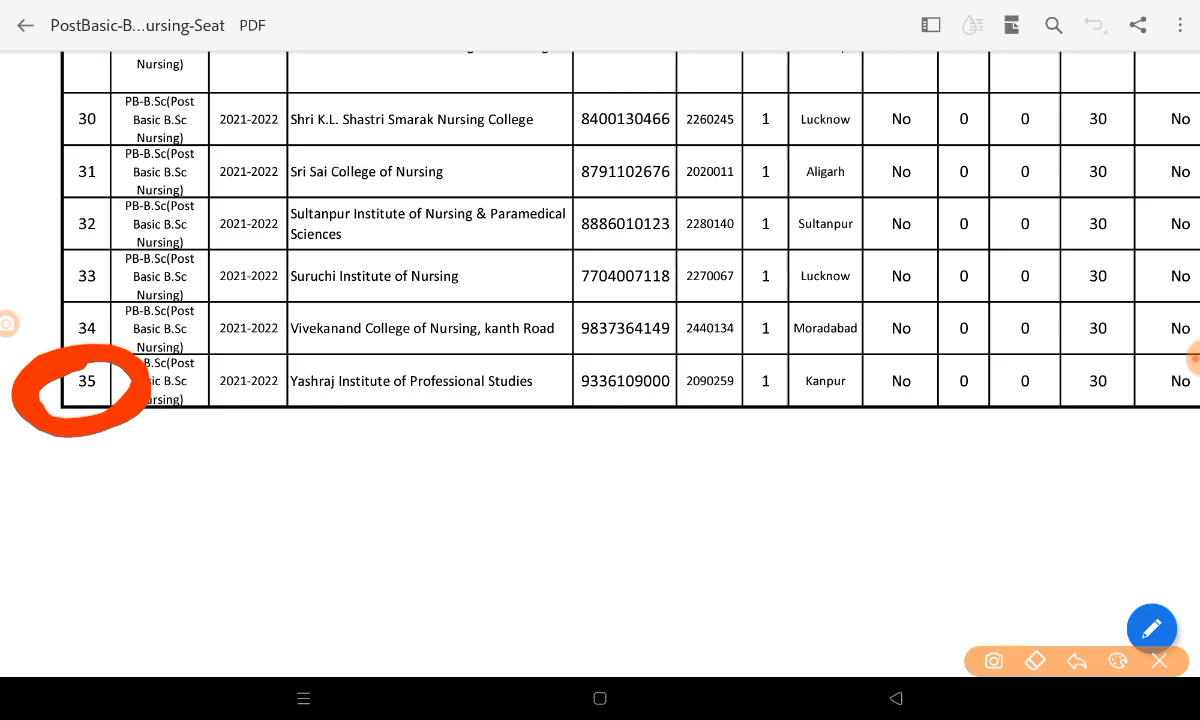 PostBasic-B...ursing-Seat PDF
Nursing)
30 PB-B.Sc(Post Basic B.Sc Nursing) 2021-2022 Shri K.L. Shastri Smarak Nursing College 8400130466 2260245 1 Lucknow No 0 0 30 No
31 PB-B.Sc(Post Basic B.Sc Nursing) 2021-2022 Sri Sai College of Nursing 8791102676 2020011 1 Aligarh No 0 0 30 No
32 PB-B.Sc(Post Basic B.Sc Nursing) 2021-2022 Sultanpur Institute of Nursing & Paramedical Sciences 8886010123 2280140 1 Sultanpur No 0 0 30 No
33 PB-B.Sc(Post Basic B.Sc Nursing) 2021-2022 Suruchi Institute of Nursing 7704007118 2270067 1 Lucknow No 0 0 30 No
34 PB-B.Sc(Post Basic B.Sc Nursing) 2021-2022 Vivekanand College of Nursing, kanth Road 9837364149 2440134 1 Moradabad No 0 0 30 No
35 B.Sc(Post sic B.Sc ursing) 2021-2022 Yashraj Institute of Professional Studies 9336109000 2090259 1 Kanpur No 0 0 30 No